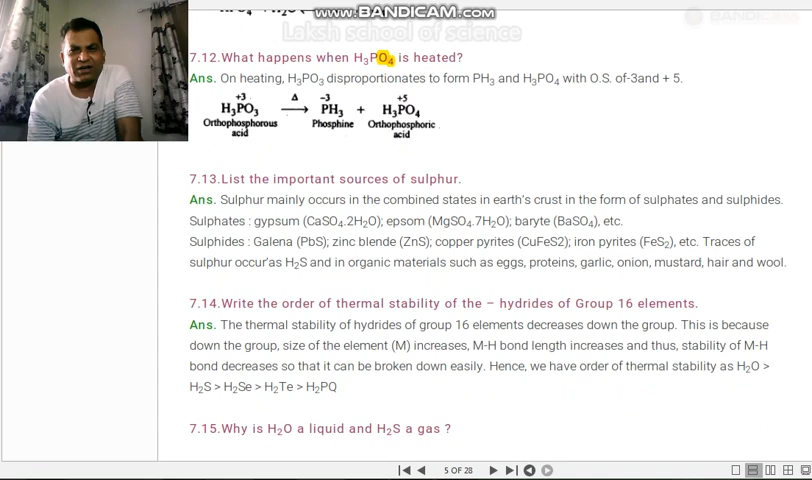 www.BANDICAM.com
Laksh school of science
7.12.What happens when H₃PO₄ is heated?
Ans. On heating, H₃PO₃ disproportionates to form PH₃ and H₃PO₄ with O.S. of-3and + 5.
+3 −3 +5
H₃PO₃ Δ ⟶ PH₃ + H₃PO₄
Orthophosphorous Phosphine Orthophosphoric
acid acid
7.13.List the important sources of sulphur.
Ans. Sulphur mainly occurs in the combined states in earth's crust in the form of sulphates and sulphides.
Sulphates : gypsum (CaSO₄.2H₂O); epsom (MgSO₄.7H₂O); baryte (BaSO₄), etc.
Sulphides : Galena (PbS); zinc blende (ZnS); copper pyrites (CuFeS2); iron pyrites (FeS₂), etc. Traces of
sulphur occur'as H₂S and in organic materials such as eggs, proteins, garlic, onion, mustard, hair and wool.
7.14.Write the order of thermal stability of the – hydrides of Group 16 elements.
Ans. The thermal stability of hydrides of group 16 elements decreases down the group. This is because
down the group, size of the element (M) increases, M-H bond length increases and thus, stability of M-H
bond decreases so that it can be broken down easily. Hence, we have order of thermal stability as H₂O >
H₂S > H₂Se > H₂Te > H₂PQ
7.15.Why is H₂O a liquid and H₂S a gas ?
5 OF 28